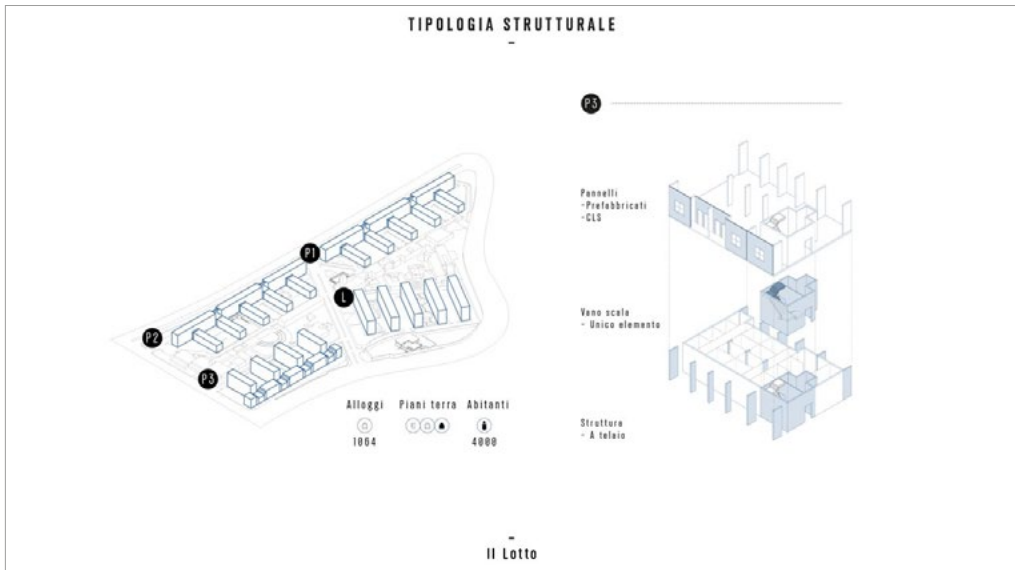 TIPOLOGIA STRUTTURALE
P3
Pannelli
-Prefabbricati
-CLS
P1
L
Vano scala
- Unico elemento
P2
P3
Alloggi Piani terra Abitanti
1064 4000
Struttura
- A telaio
II Lotto